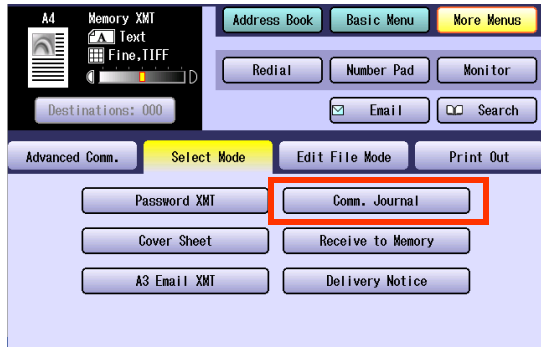 A4 Memory XMT
A Text
Fine,TIFF
D
Destinations: 000
Address Book Basic Menu More Menus
Redial Number Pad Monitor
Email Search
Advanced Comm. Select Mode Edit File Mode Print Out
Password XMT Comm. Journal
Cover Sheet Receive to Memory
A3 Email XMT Delivery Notice